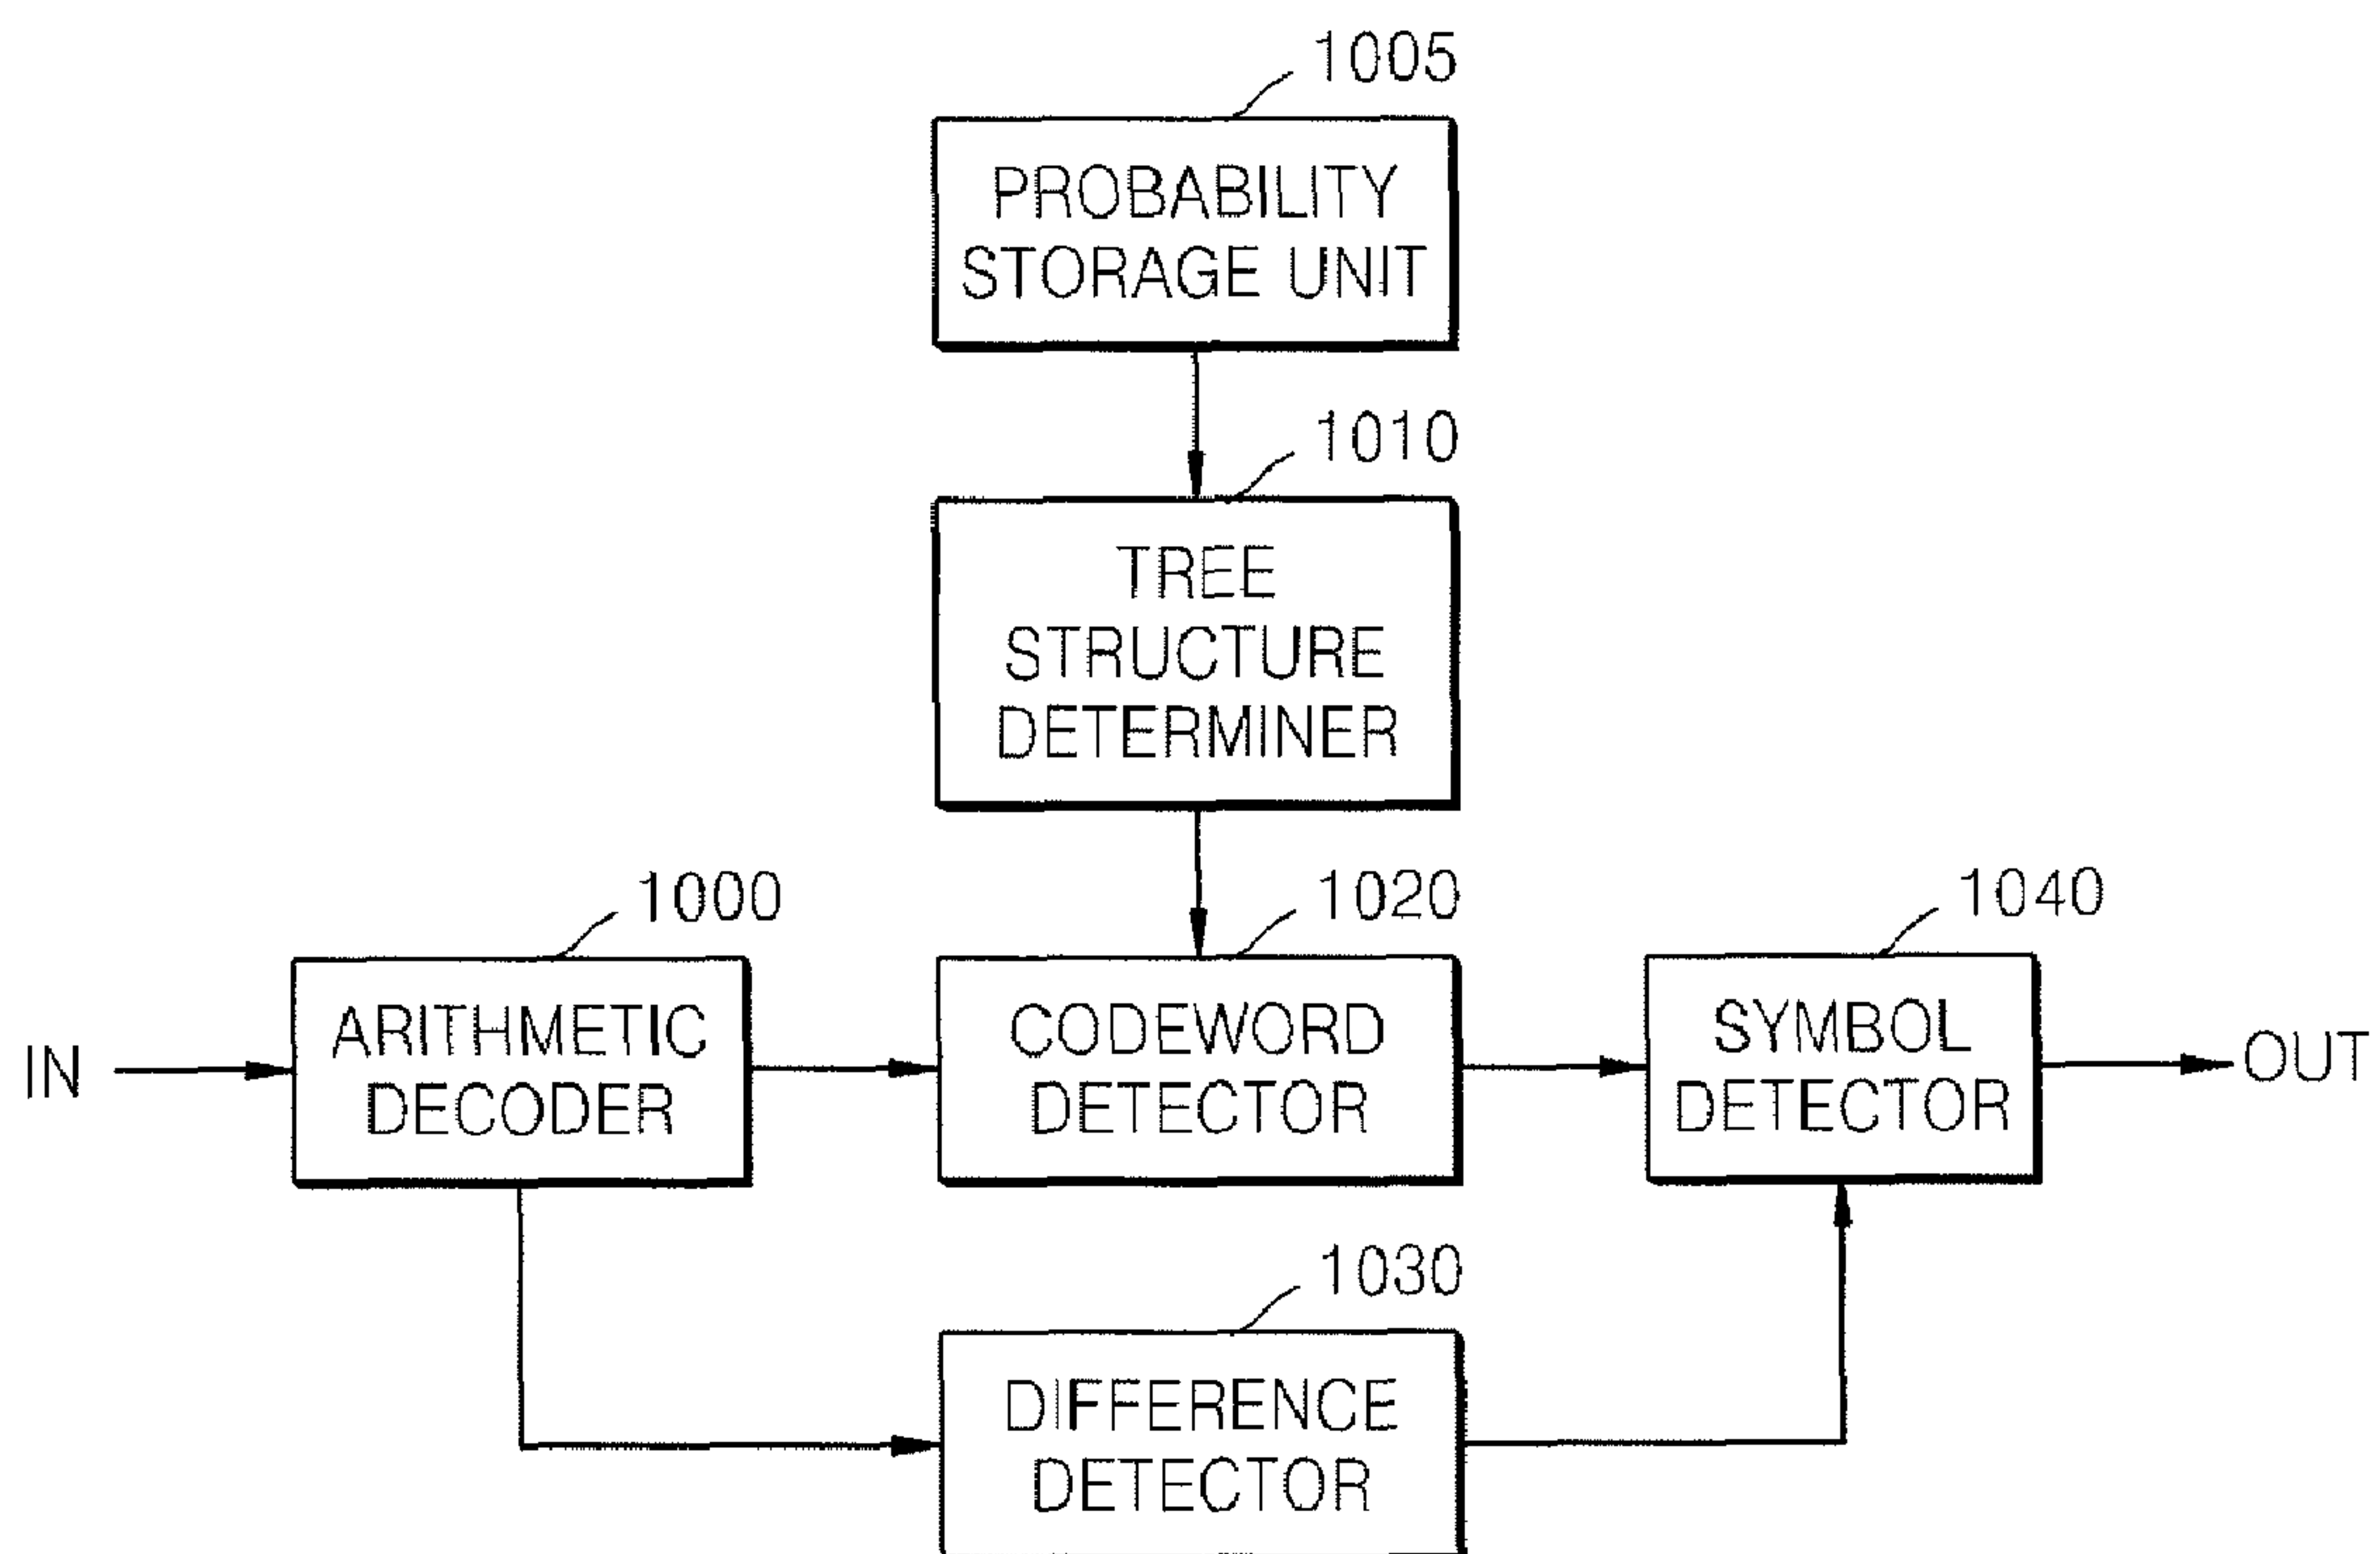 1005
PROBABILITY
STORAGE UNIT
1010
TREE
STRUCTURE
DETERMINER
1000
1020
1040
IN
ARITHMETIC
DECODER
CODEWORD
DETECTOR
SYMBOL
DETECTOR
OUT
1030
DIFFERENCE
DETECTOR